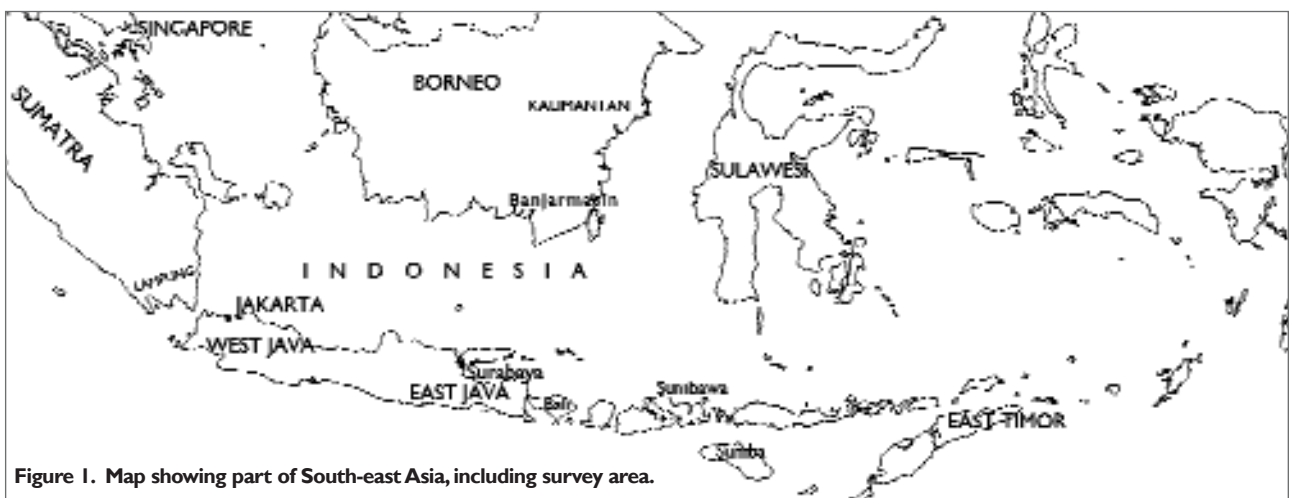 SINGAPORE
BORNEO
KALIMANTAN
SUMATRA
SULAWESI
Banjarmasin
LAMPUNG
INDONESIA
JAKARTA
WEST JAVA
Surabaya
EAST JAVA
Bali
Sumbawa
EAST TIMOR
Sumba
Figure 1. Map showing part of South-east Asia, including survey area.